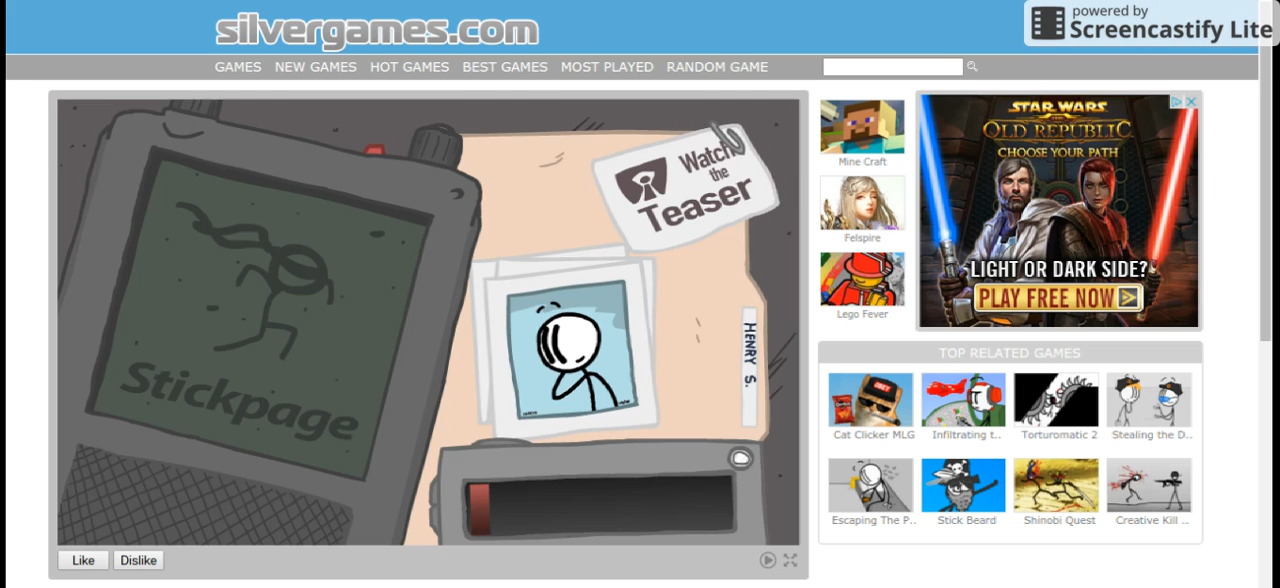 silvergames.com
powered by
Screencastify Lite
GAMES NEW GAMES HOT GAMES BEST GAMES MOST PLAYED RANDOM GAME
Stickpage
Watch
the
Teaser
HENRY S.
Like Dislike
Mine Craft
Felspire
Lego Fever
STAR WARS
THE
OLD REPUBLIC
CHOOSE YOUR PATH
LIGHT OR DARK SIDE?
PLAY FREE NOW
TOP RELATED GAMES
OBEY
Doritos
Cat Clicker MLG Infiltrating t.. Torturomatic 2 Stealing the D..
Escaping The P.. Stick Beard Shinobi Quest Creative Kill ..